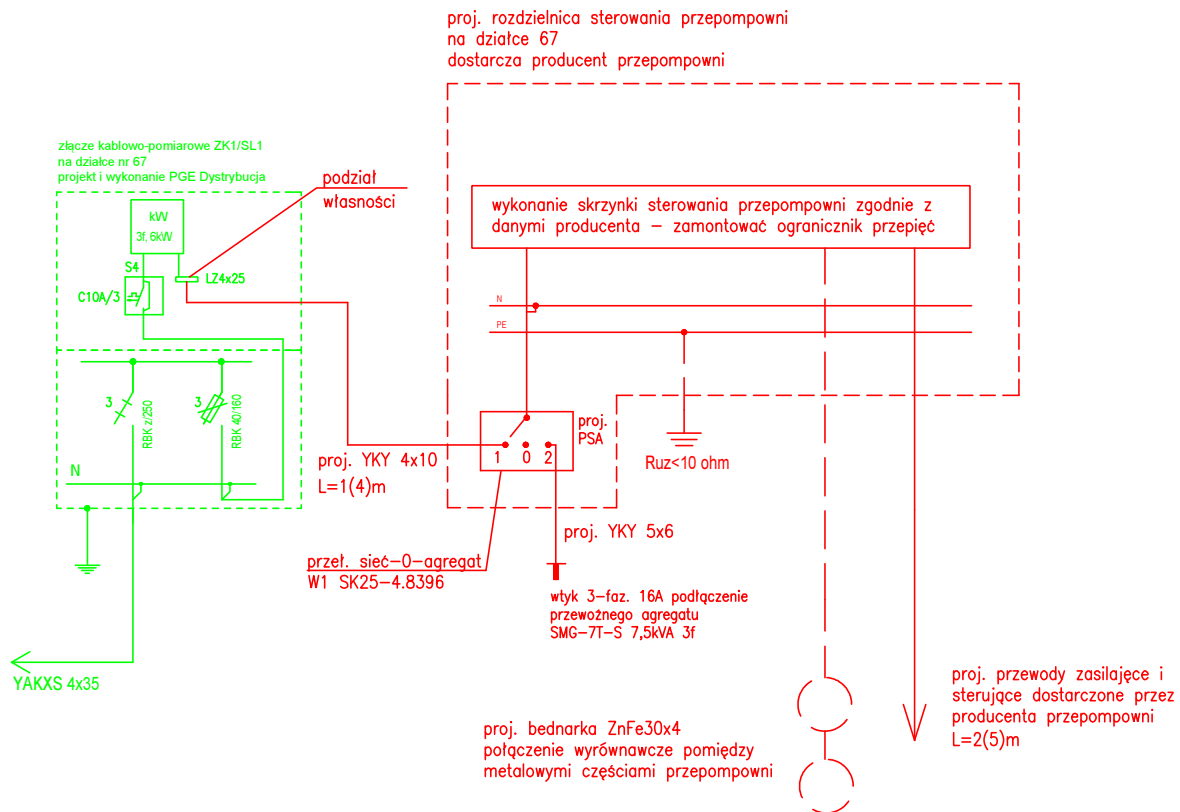 proj. rozdzielnica sterowania przepompowni
na działce 67
dostarcza producent przepompowni
złącze kablowo-pomiarowe ZK1/SL1
na działce nr 67
projekt i wykonanie PGE Dystrybucja
podział
własności
kW
3f, 6kW
S4
LZ4x25
C10A/3
wykonanie skrzynki sterowania przepompowni zgodnie z
danymi producenta – zamontować ogranicznik przepięć
N
PE
3
RBK z/250
3
RBK 40/160
N
proj. YKY 4x10
L=1(4)m
1 0 2
proj.
PSA
Ruz<10 ohm
proj. YKY 5x6
przeł. sieć–0–agregat
W1 SK25–4.8396
wtyk 3–faz. 16A podłączenie
przewoźnego agregatu
SMG–7T–S 7,5kVA 3f
YAKXS 4x35
proj. bednarka ZnFe30x4
połączenie wyrównawcze pomiędzy
metalowymi częściami przepompowni
proj. przewody zasilajęce i
sterujące dostarczone przez
producenta przepompowni
L=2(5)m